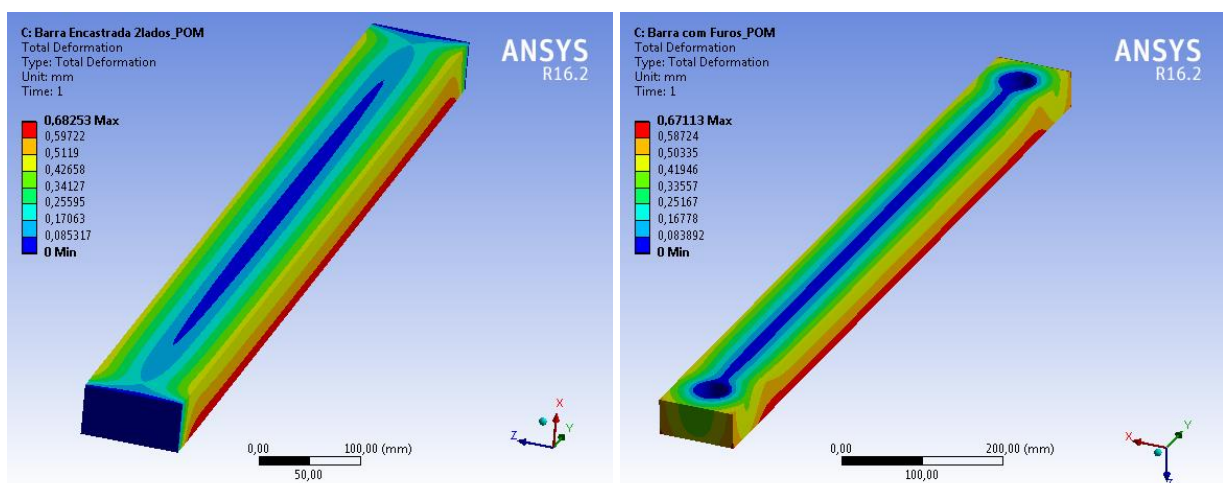 C: Barra Encastrada 2lados_POM
Total Deformation
Type: Total Deformation
Unit: mm
Time: 1
0,68253 Max
0,59722
0,5119
0,42658
0,34127
0,25595
0,17063
0,085317
0 Min
ANSYS
R16.2
0,00 100,00 (mm)
50,00
X
Y
Z
C: Barra com Furos_POM
Total Deformation
Type: Total Deformation
Unit: mm
Time: 1
0,67113 Max
0,58724
0,50335
0,41946
0,33557
0,25167
0,16778
0,083892
0 Min
ANSYS
R16.2
0,00 200,00 (mm)
100,00
X
Y
Z